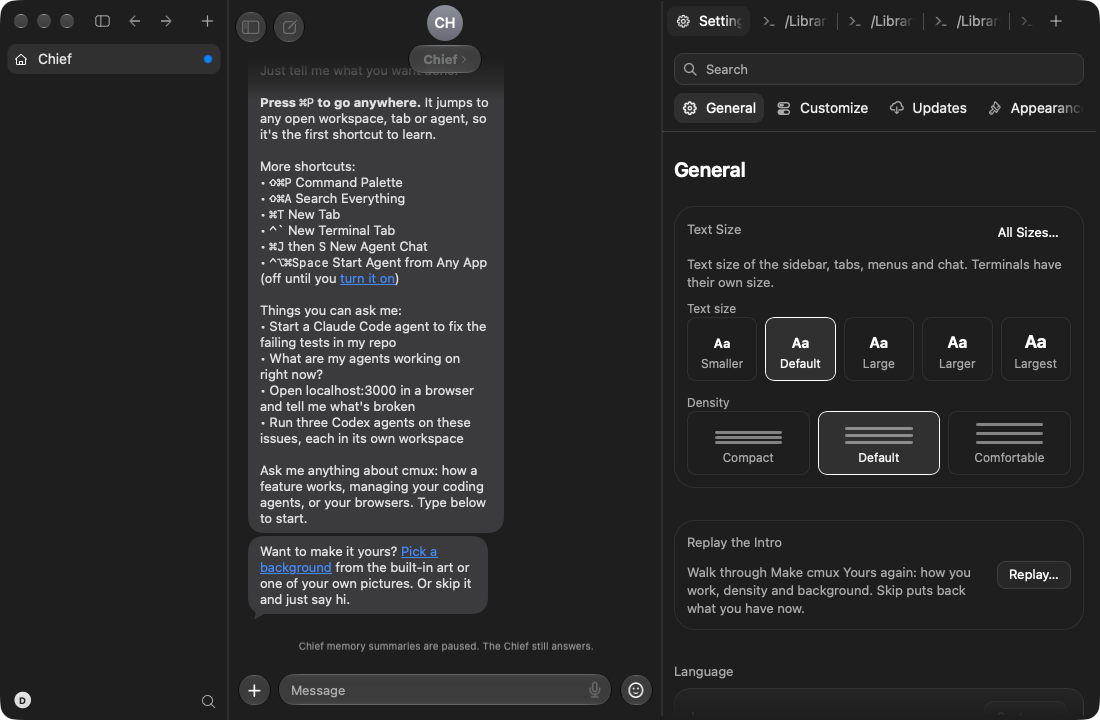 Chief
CH
Chief
Just tell me what you want done.
Press ⌘P to go anywhere. It jumps to
any open workspace, tab or agent, so
it's the first shortcut to learn.
More shortcuts:
• ⇧⌘P Command Palette
• ⇧⌘A Search Everything
• ⌘T New Tab
• ^` New Terminal Tab
• ⌘J then S New Agent Chat
• ^⌥⌘Space Start Agent from Any App
(off until you turn it on)
Things you can ask me:
• Start a Claude Code agent to fix the
failing tests in my repo
• What are my agents working on
right now?
• Open localhost:3000 in a browser
and tell me what's broken
• Run three Codex agents on these
issues, each in its own workspace
Ask me anything about cmux: how a
feature works, managing your coding
agents, or your browsers. Type below
to start.
Want to make it yours? Pick a
background from the built-in art or
one of your own pictures. Or skip it
and just say hi.
Chief memory summaries are paused. The Chief still answers.
Message
D
Setting
/Librar
/Librar
/Librar
Search
General
Customize
Updates
Appearanc
General
Text Size
All Sizes...
Text size of the sidebar, tabs, menus and chat. Terminals have
their own size.
Text size
Aa Aa Aa Aa Aa
Smaller Default Large Larger Largest
Density
Compact Default Comfortable
Replay the Intro
Walk through Make cmux Yours again: how you
work, density and background. Skip puts back
what you have now.
Replay...
Language